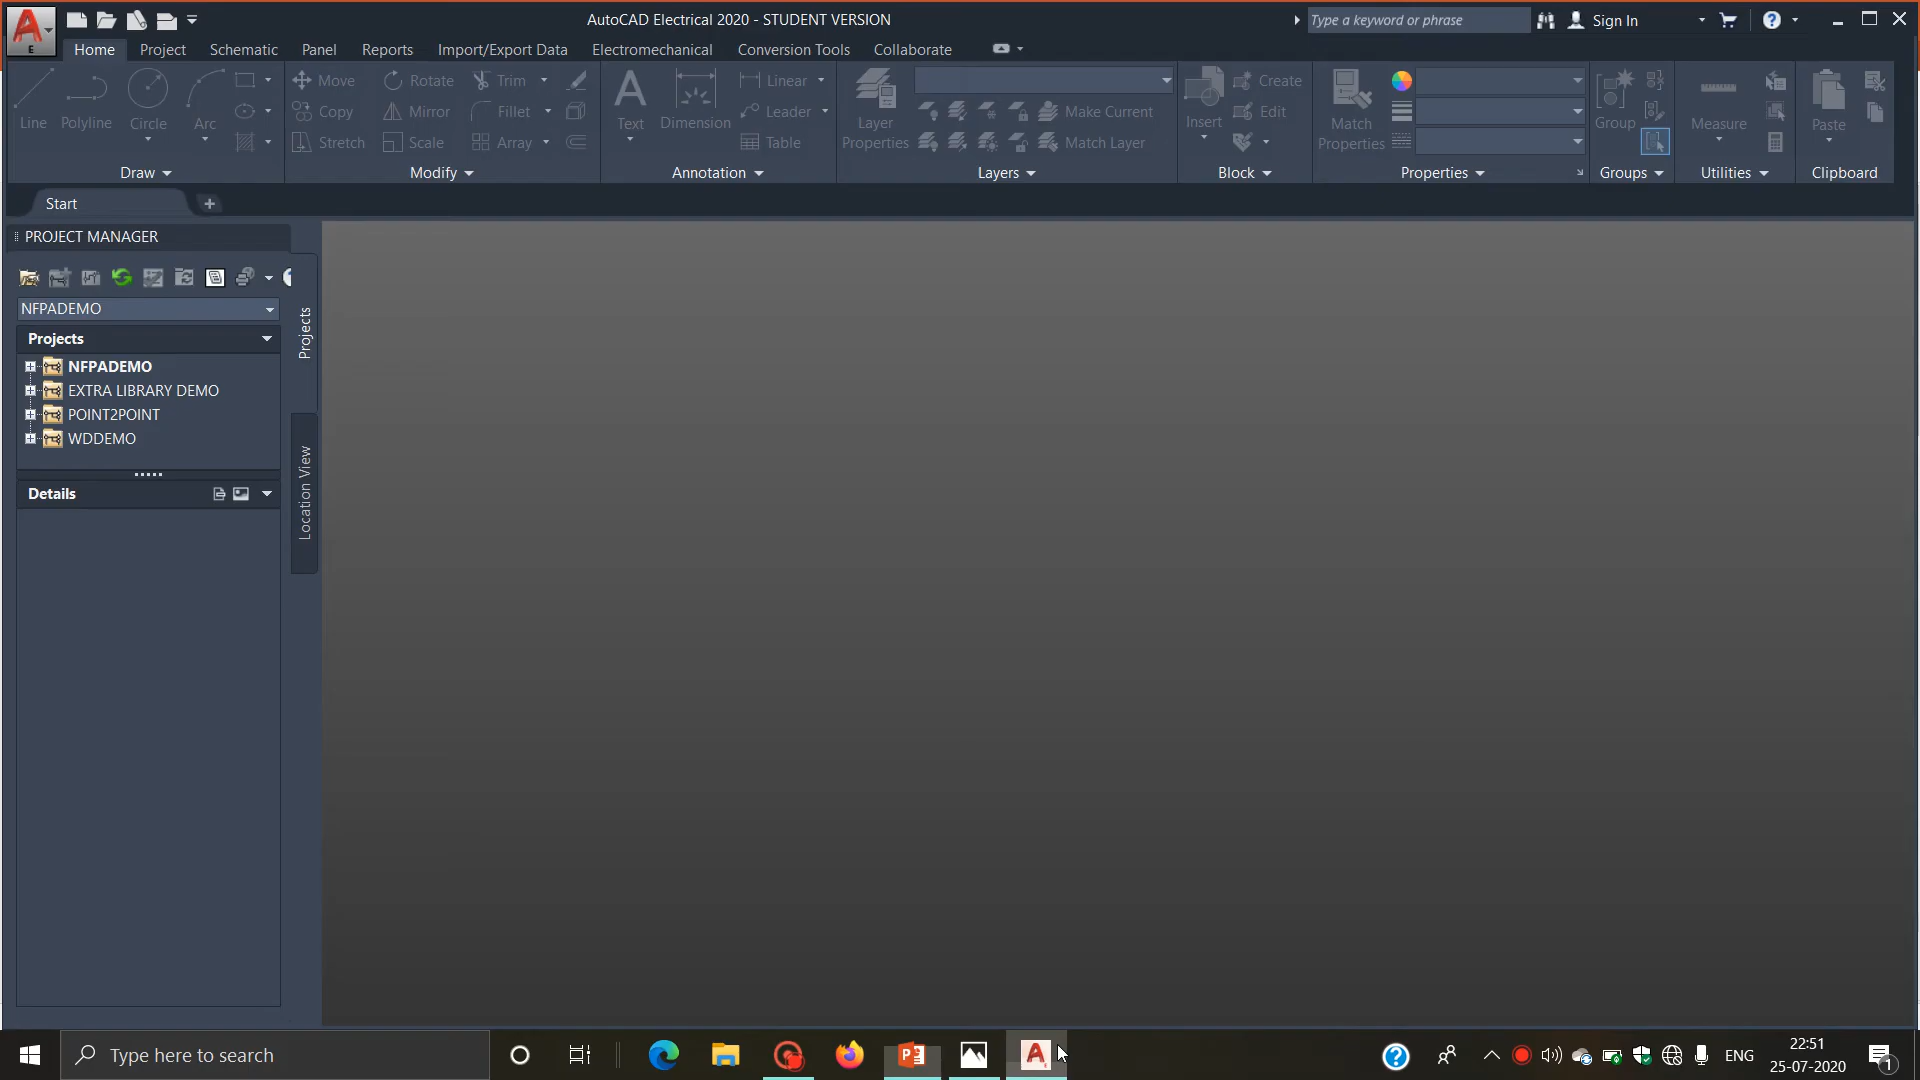 AutoCAD Electrical 2020 - STUDENT VERSION
Type a keyword or phrase
Sign In
E
Home Project Schematic Panel Reports Import/Export Data Electromechanical Conversion Tools Collaborate
Line Polyline Circle Arc
Move Rotate Trim
Copy Mirror Fillet
Stretch Scale Array
Text Dimension
Linear
Leader
Table
Layer
Properties
Make Current
Match Layer
Insert
Create
Edit
Match
Properties
Group
Measure
Paste
Draw Modify Annotation Layers Block Properties Groups Utilities Clipboard
Start
PROJECT MANAGER
NFPADEMO
Projects
NFPADEMO
EXTRA LIBRARY DEMO
POINT2POINT
WDDEMO
Details
Projects
Location View
Type here to search
ENG
22:51
25-07-2020
1